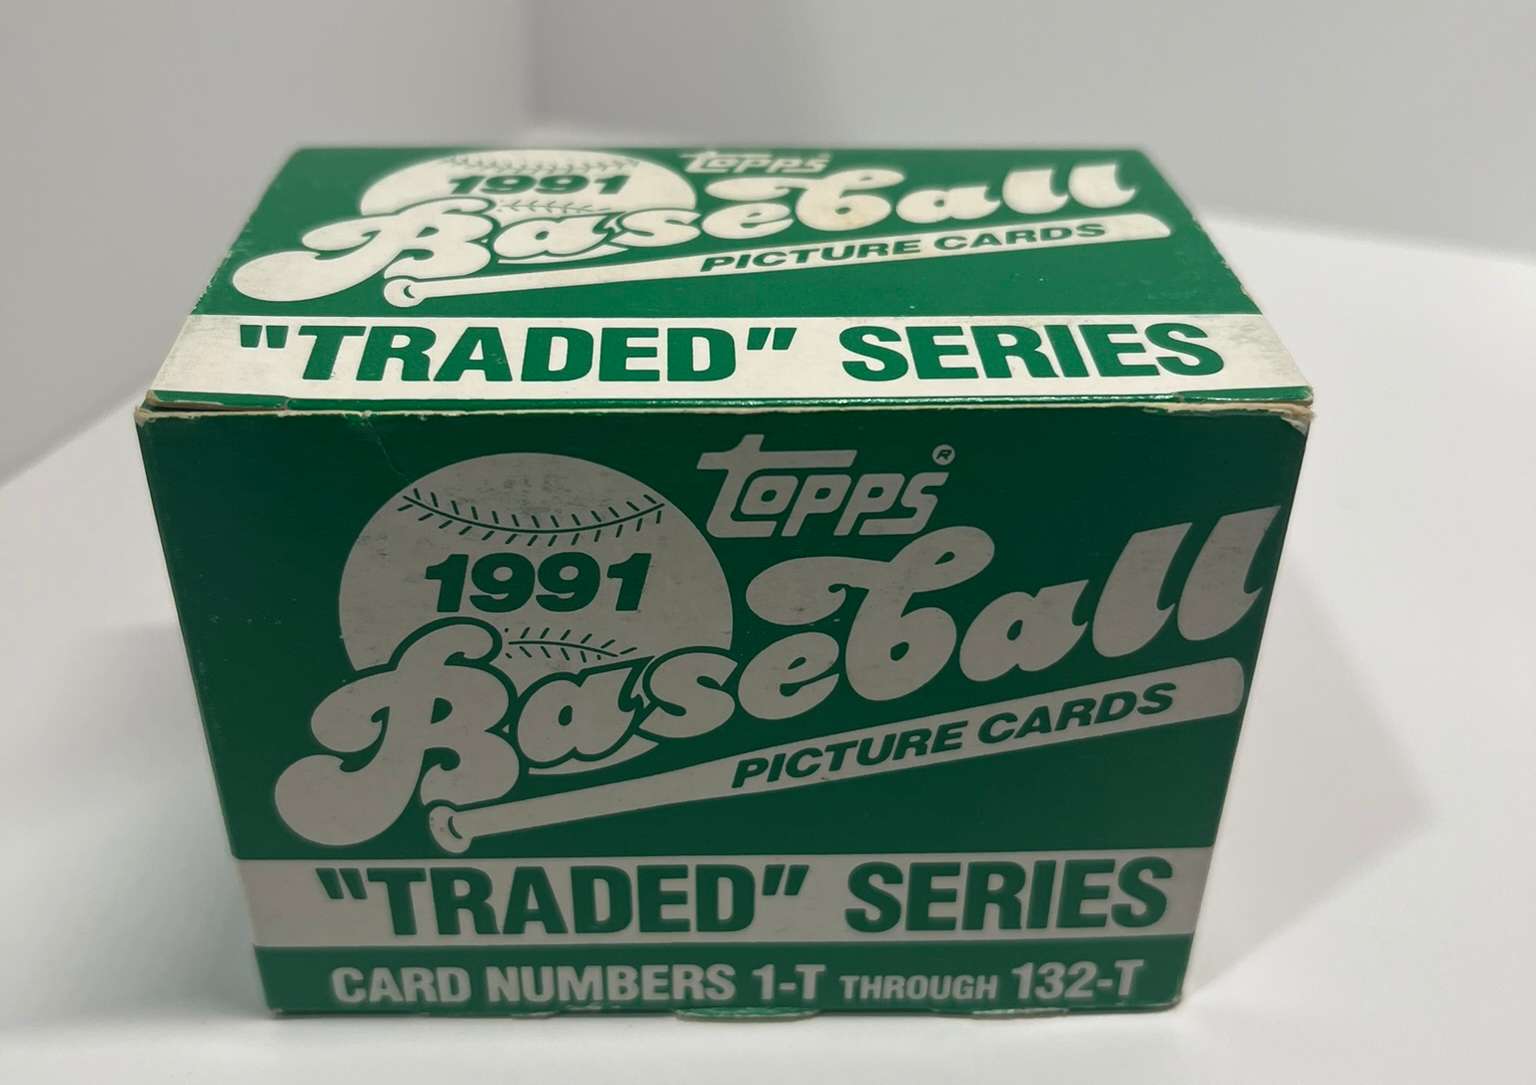 topps
1991
Baseball
PICTURE CARDS
"TRADED" SERIES
topps®
1991
Baseball
PICTURE CARDS
"TRADED" SERIES
CARD NUMBERS 1-T THROUGH 132-T